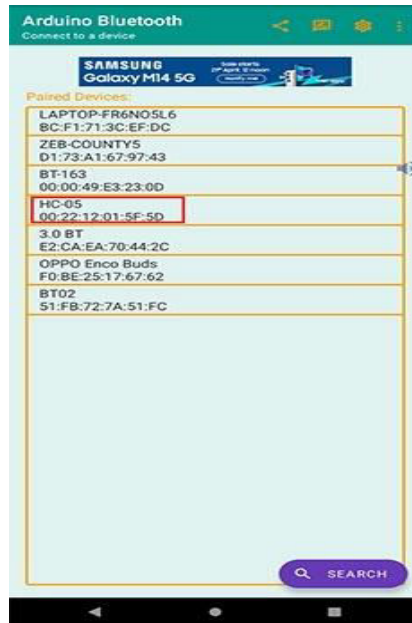 Arduino Bluetooth
Connect to a device
SAMSUNG
Galaxy M14 5G
Paired Devices:
LAPTOP-FR6NO5L6
BC:F1:71:3C:EF:DC
ZEB-COUNTY5
D1:73:A1:67:97:43
BT-163
00:00:49:E3:23:0D
HC-05
00:22:12:01:5F:5D
3.0 BT
E2:CA:EA:70:44:2C
OPPO Enco Buds
F0:BE:25:17:67:62
BT02
51:FB:72:7A:51:FC
SEARCH